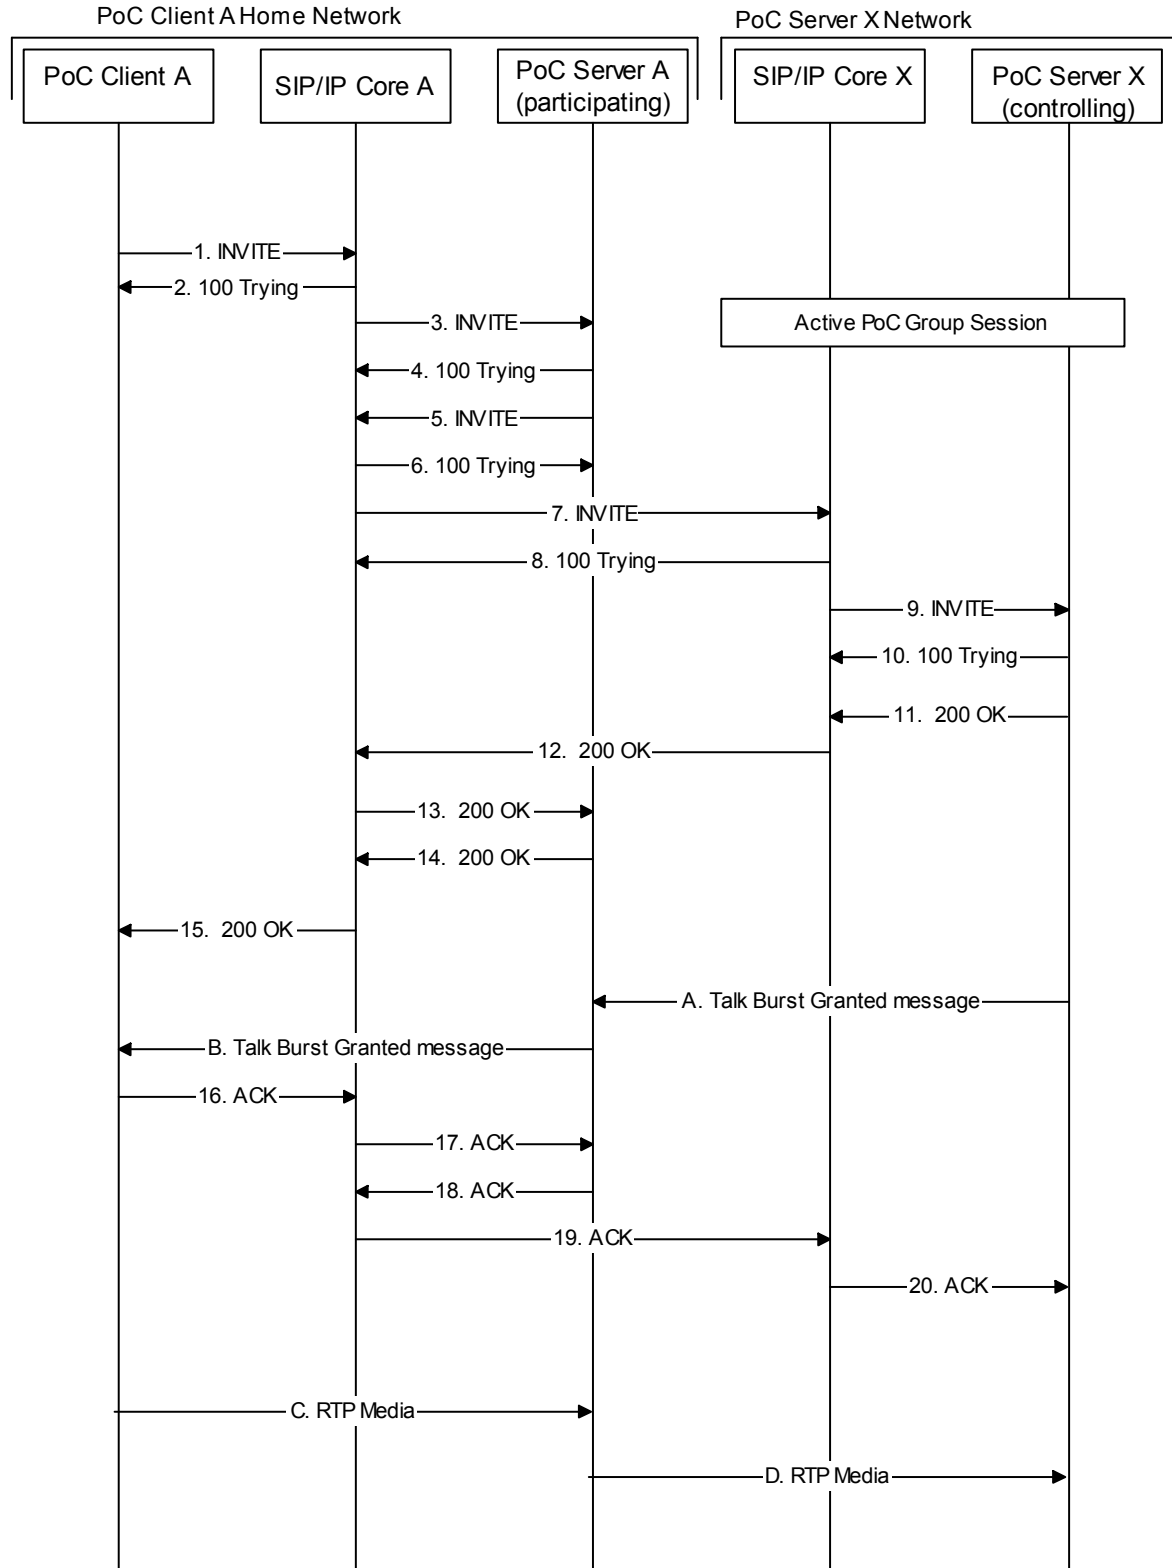 PoC Client A Home Network
PoC Server X Network
PoC Client A
SIP/IP Core A
PoC Server A
(participating)
SIP/IP Core X
PoC Server X
(controlling)
1. INVITE
2. 100 Trying
3. INVITE
Active PoC Group Session
4. 100 Trying
5. INVITE
6. 100 Trying
7. INVITE
8. 100 Trying
9. INVITE
10. 100 Trying
11. 200 OK
12. 200 OK
13. 200 OK
14. 200 OK
15. 200 OK
A. Talk Burst Granted message
B. Talk Burst Granted message
16. ACK
17. ACK
18. ACK
19. ACK
20. ACK
C. RTP Media
D. RTP Media